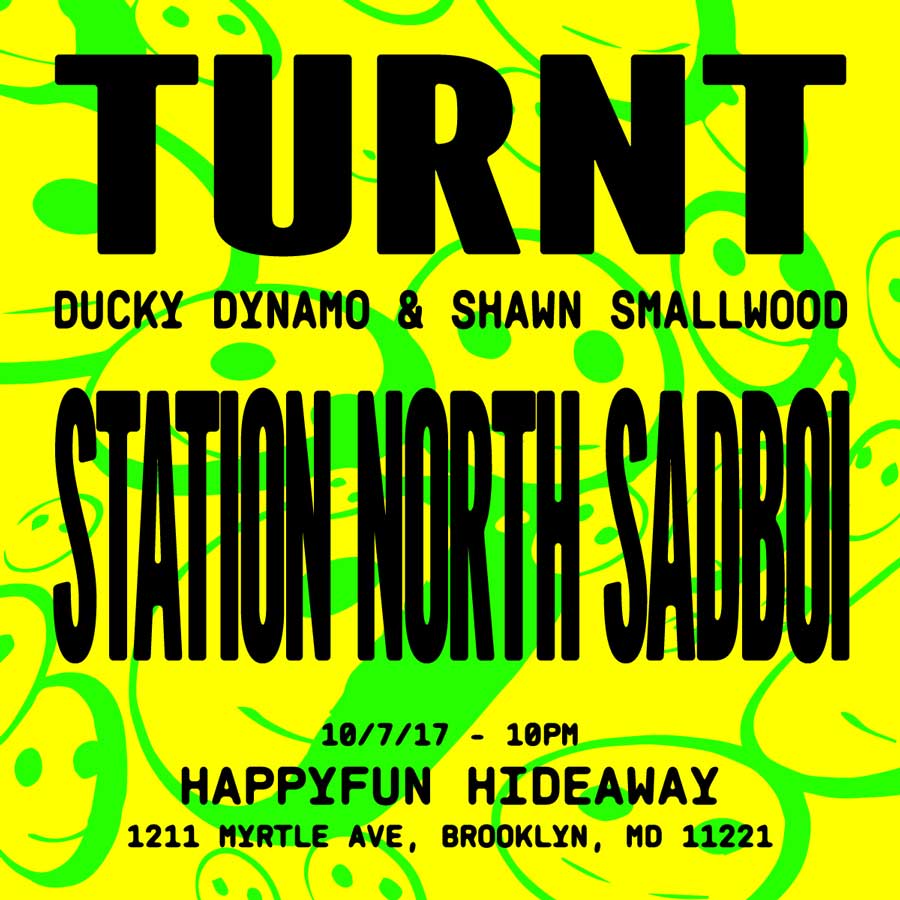 TURNT
DUCKY DYNAMO & SHAWN SMALLWOOD
STATION NORTH SADBOI
10/7/17 - 10PM
HAPPYFUN HIDEAWAY
1211 MYRTLE AVE, BROOKLYN, MD 11221